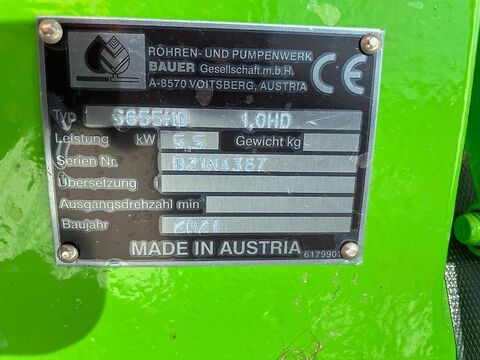 RÖHREN- UND PUMPENWERK
BAUER Gesellschaft.m.b.H.
A-8570 VOITSBERG, AUSTRIA
CE
Typ S655HD 1.0HD
Leistung kW 5,5 Gewicht kg
Serien Nr. B21N4367
Übersetzung i
Ausgangsdrehzahl min
Baujahr 2021
MADE IN AUSTRIA